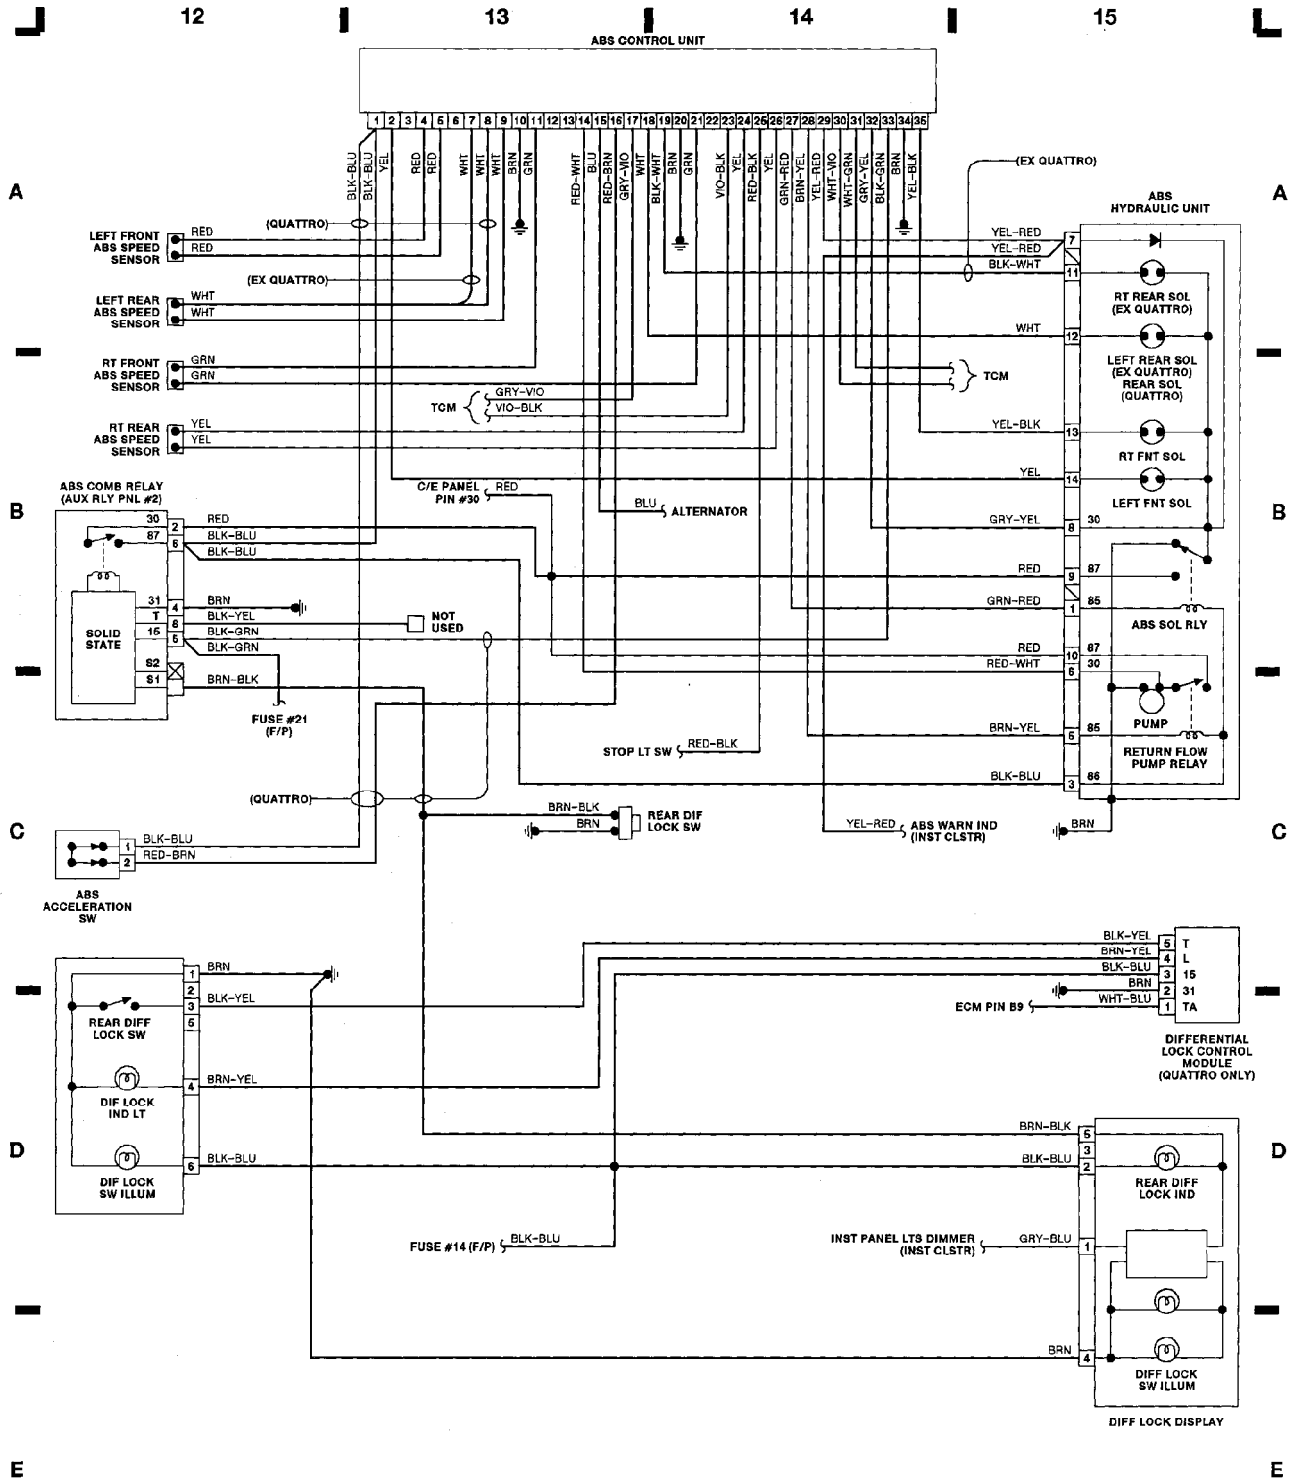 12 13 14 15
ABS CONTROL UNIT
1 2 3 4 5 6 7 8 9 10 11 12 13 14 15 16 17 18 19 20 21 22 23 24 25 26 27 28 29 30 31 32 33 34 35
BLK-BLU
BLK-BLU
YEL
RED
RED
WHT
WHT
WHT
BRN
GRN
RED-WHT
BLU
RED-BRN
GRY-VIO
WHT
BLK-WHT
BRN
GRN
VIO-BLK
YEL
RED-BLK
YEL
GRN-RED
BRN-YEL
YEL-RED
WHT-VIO
WHT-GRN
GRY-YEL
BLK-GRN
BRN
YEL-BLK
(EX QUATTRO)
A
A
(QUATTRO)
(EX QUATTRO)
LEFT FRONT
ABS SPEED
SENSOR
RED
RED
LEFT REAR
ABS SPEED
SENSOR
WHT
WHT
RT FRONT
ABS SPEED
SENSOR
GRN
GRN
RT REAR
ABS SPEED
SENSOR
YEL
YEL
TCM
GRY-VIO
VIO-BLK
TCM
C/E PANEL
PIN #30
RED
BLU
ALTERNATOR
ABS
HYDRAULIC UNIT
YEL-RED
7
YEL-RED
BLK-WHT
11
RT REAR SOL
(EX QUATTRO)
WHT
12
LEFT REAR SOL
(EX QUATTRO)
REAR SOL
(QUATTRO)
YEL-BLK
13
RT FNT SOL
YEL
14
LEFT FNT SOL
GRY-YEL
8
30
RED
9
87
GRN-RED
1
85
ABS SOL RLY
RED
10
87
RED-WHT
6
30
PUMP
BRN-YEL
5
85
RETURN FLOW
PUMP RELAY
BLK-BLU
3
86
BRN
B
B
ABS COMB RELAY
(AUX RLY PNL #2)
30
2
RED
87
6
BLK-BLU
BLK-BLU
31
4
BRN
T
8
BLK-YEL
15
5
BLK-GRN
BLK-GRN
S2
S1
BRN-BLK
SOLID
STATE
NOT
USED
FUSE #21
(F/P)
STOP LT SW
RED-BLK
(QUATTRO)
BRN-BLK
BRN
REAR DIF
LOCK SW
YEL-RED
ABS WARN IND
(INST CLSTR)
C
C
1
BLK-BLU
2
RED-BRN
ABS
ACCELERATION
SW
BLK-YEL
5
T
BRN-YEL
4
L
BLK-BLU
3
15
BRN
2
31
ECM PIN B9
WHT-BLU
1
TA
DIFFERENTIAL
LOCK CONTROL
MODULE
(QUATTRO ONLY)
1
BRN
2
3
BLK-YEL
5
REAR DIFF
LOCK SW
4
BRN-YEL
DIF LOCK
IND LT
6
BLK-BLU
DIF LOCK
SW ILLUM
D
D
FUSE #14 (F/P)
BLK-BLU
BRN-BLK
5
3
BLK-BLU
2
REAR DIFF
LOCK IND
INST PANEL LTS DIMMER
(INST CLSTR)
GRY-BLU
1
BRN
4
DIFF LOCK
SW ILLUM
DIFF LOCK DISPLAY
E
E